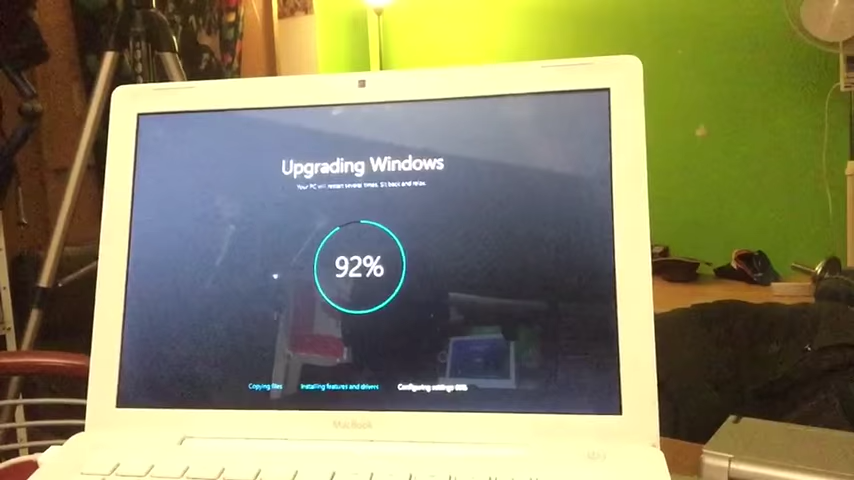 Upgrading Windows
Your PC will restart several times. Sit back and relax.
92%
Copying files
Installing features and drivers
Configuring settings
MacBook